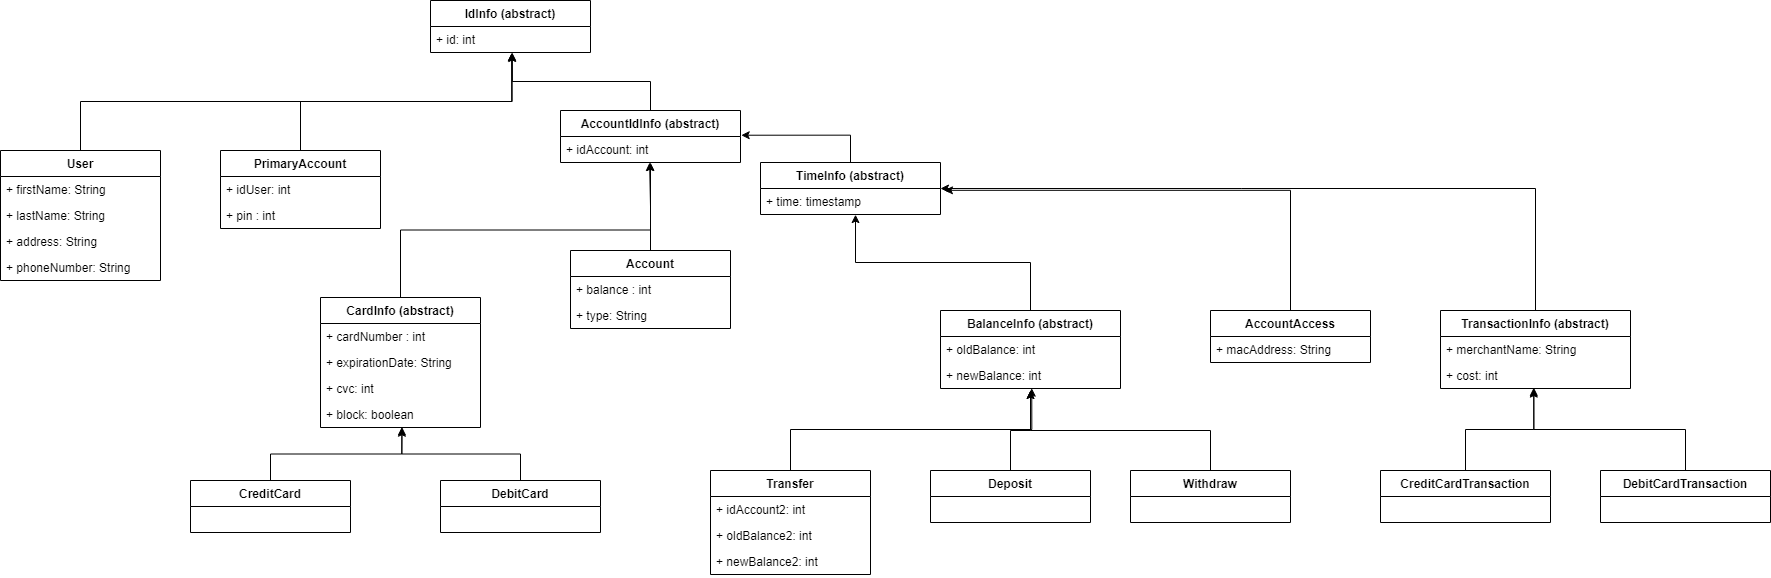 IdInfo (abstract)
+ id: int
AccountIdInfo (abstract)
+ idAccount: int
User
+ firstName: String
+ lastName: String
+ address: String
+ phoneNumber: String
PrimaryAccount
+ idUser: int
+ pin : int
TimeInfo (abstract)
+ time: timestamp
Account
+ balance : int
+ type: String
CardInfo (abstract)
+ cardNumber : int
+ expirationDate: String
+ cvc: int
+ block: boolean
BalanceInfo (abstract)
+ oldBalance: int
+ newBalance: int
AccountAccess
+ macAddress: String
TransactionInfo (abstract)
+ merchantName: String
+ cost: int
CreditCard
DebitCard
Transfer
+ idAccount2: int
+ oldBalance2: int
+ newBalance2: int
Deposit
Withdraw
CreditCardTransaction
DebitCardTransaction